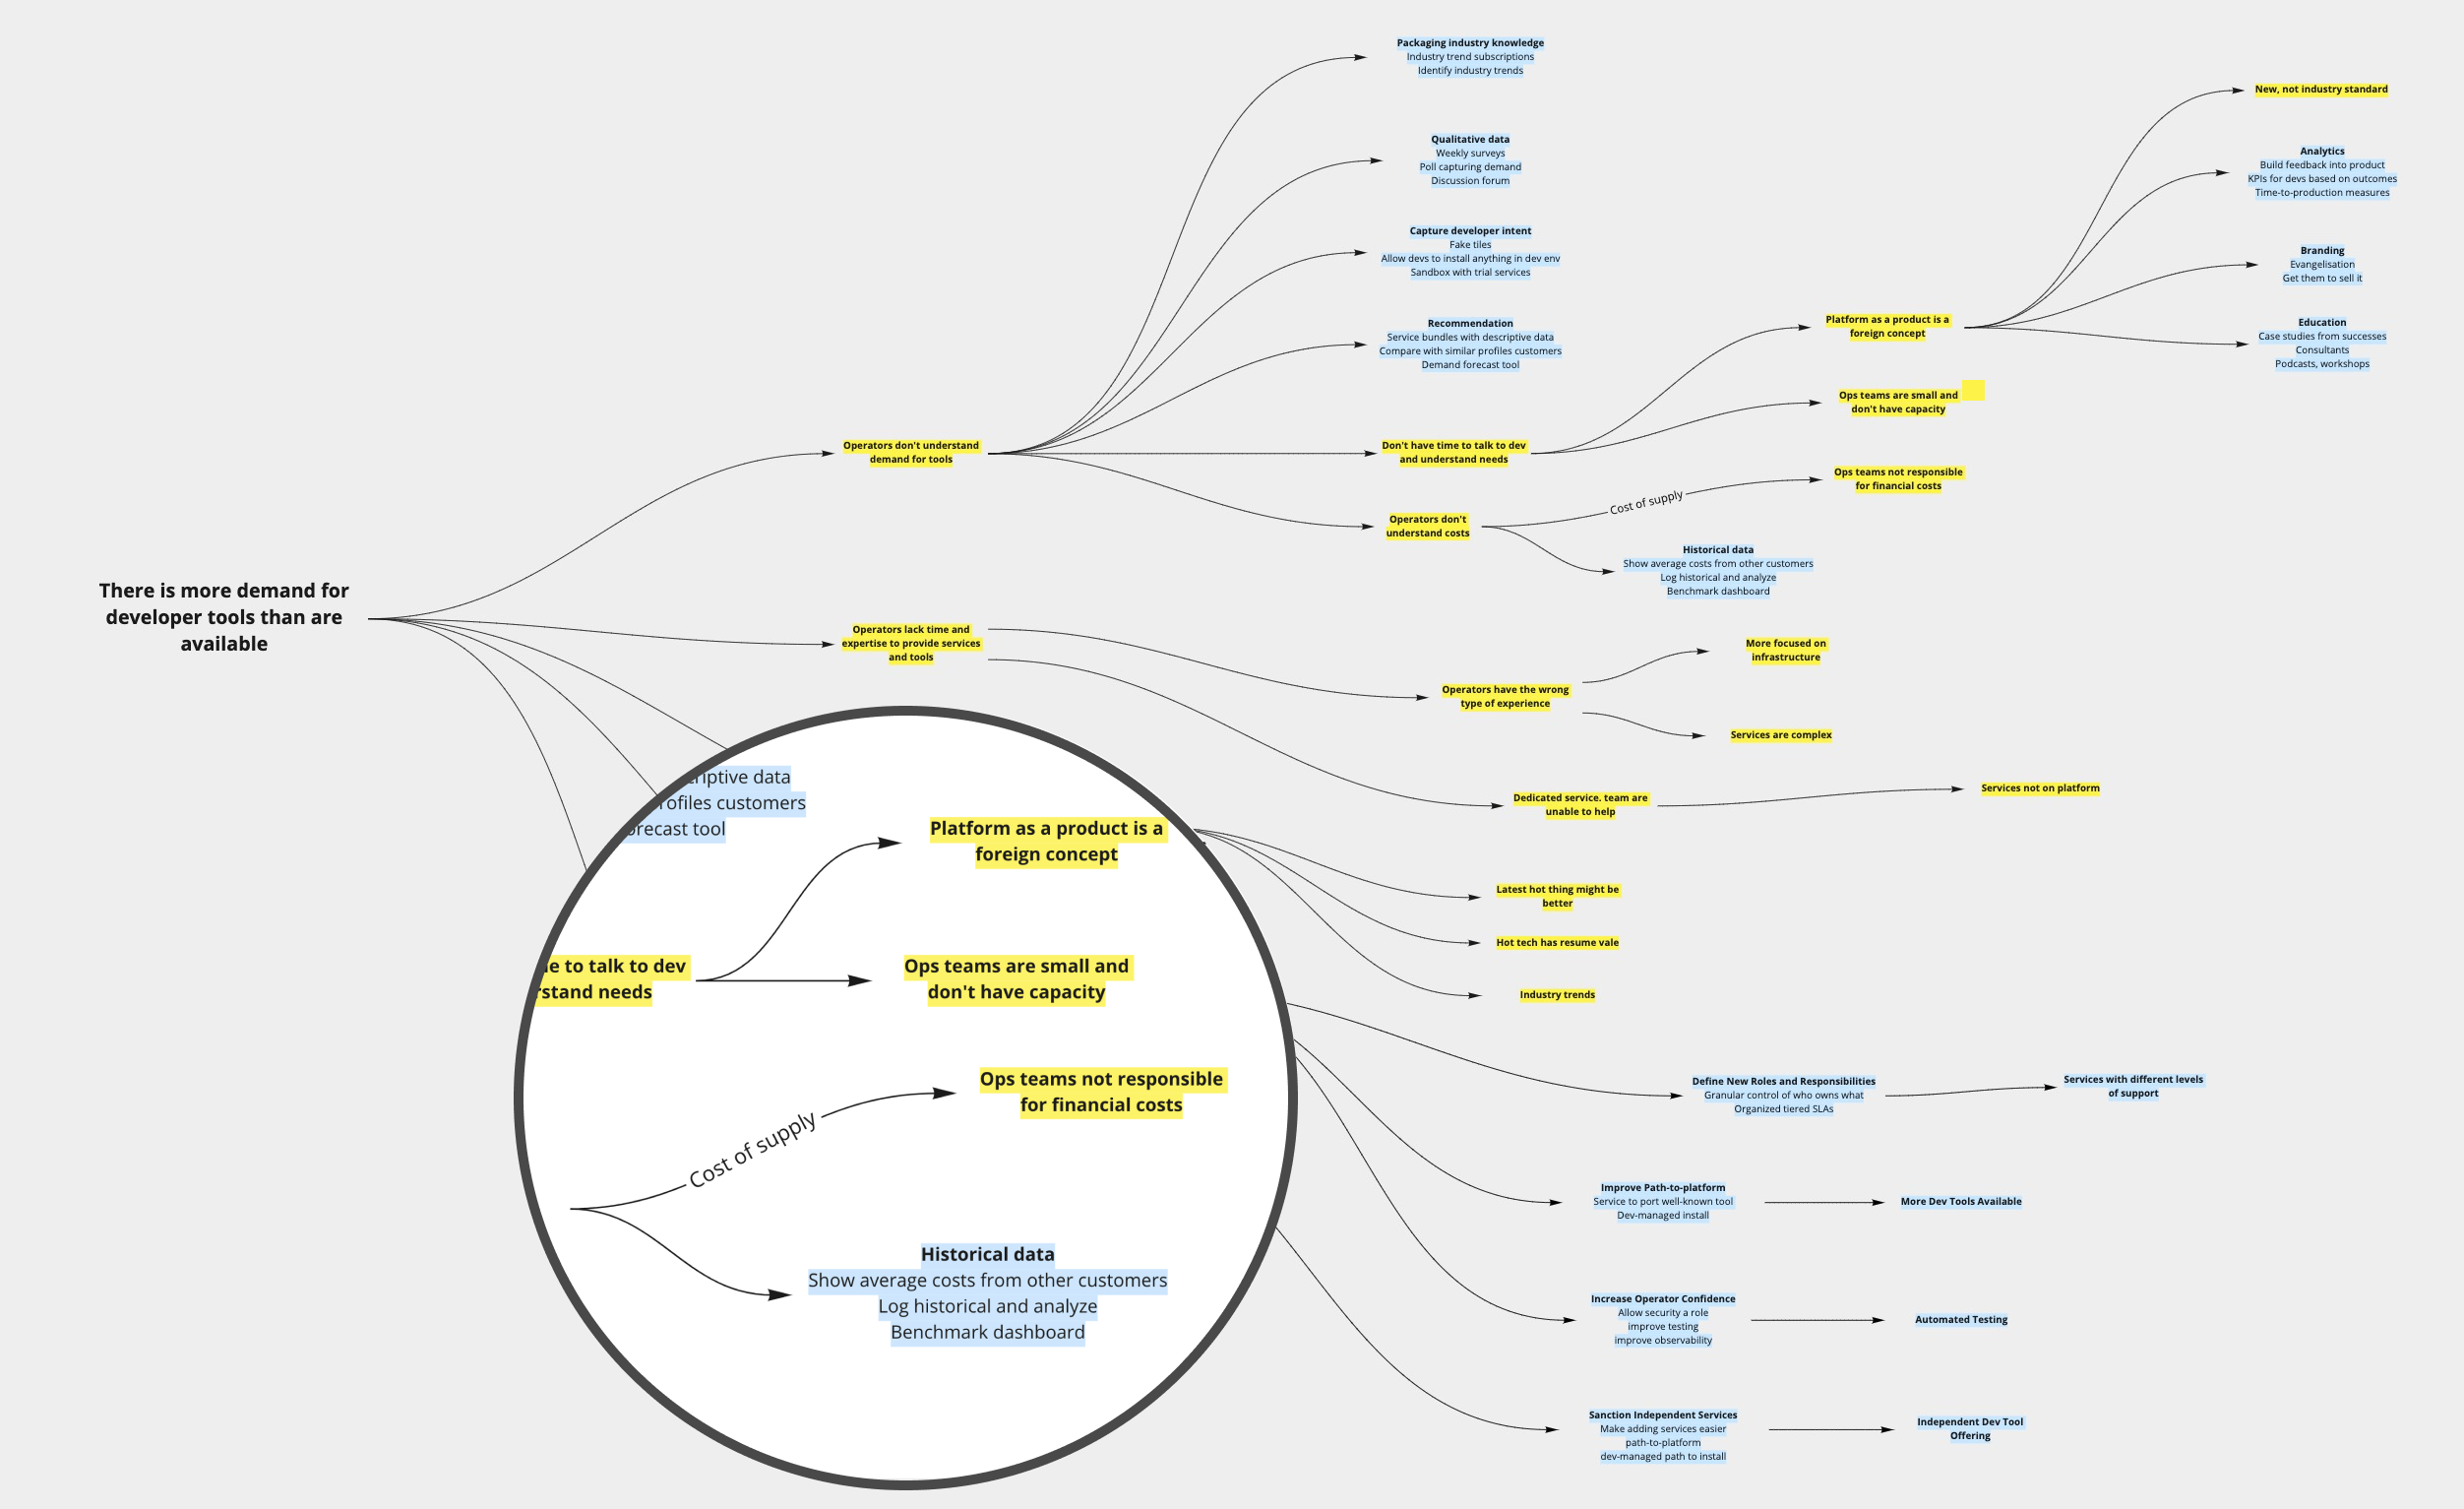 Packaging industry knowledge
Industry trend subscriptions
Identify industry trends
New, not industry standard
Qualitative data
Weekly surveys
Poll capturing demand
Discussion forum
Analytics
Build feedback into product
KPIs for devs based on outcomes
Time-to-production measures
Capture developer intent
Fake tiles
Allow devs to install anything in dev env
Sandbox with trial services
Branding
Evangelisation
Get them to sell it
Recommendation
Service bundles with descriptive data
Compare with similar profiles customers
Demand forecast tool
Platform as a product is a
foreign concept
Education
Case studies from successes
Consultants
Podcasts, workshops
Ops teams are small and
don't have capacity
Operators don't understand
demand for tools
Don't have time to talk to dev
and understand needs
Ops teams not responsible
for financial costs
Cost of supply
Operators don't
understand costs
Historical data
Show average costs from other customers
Log historical and analyze
Benchmark dashboard
There is more demand for
developer tools than are
available
Operators lack time and
expertise to provide services
and tools
More focused on
infrastructure
Operators have the wrong
type of experience
Services are complex
Dedicated service. team are
unable to help
Services not on platform
Latest hot thing might be
better
Hot tech has resume vale
Industry trends
Define New Roles and Responsibilities
Granular control of who owns what
Organized tiered SLAs
Services with different levels
of support
Improve Path-to-platform
Service to port well-known tool
Dev-managed install
More Dev Tools Available
Increase Operator Confidence
Allow security a role
improve testing
improve observability
Automated Testing
Sanction Independent Services
Make adding services easier
path-to-platform
dev-managed path to install
Independent Dev Tool
Offering
criptive data
rofiles customers
orecast tool
Platform as a product is a
foreign concept
e to talk to dev
rstand needs
Ops teams are small and
don't have capacity
Ops teams not responsible
for financial costs
Cost of supply
Historical data
Show average costs from other customers
Log historical and analyze
Benchmark dashboard